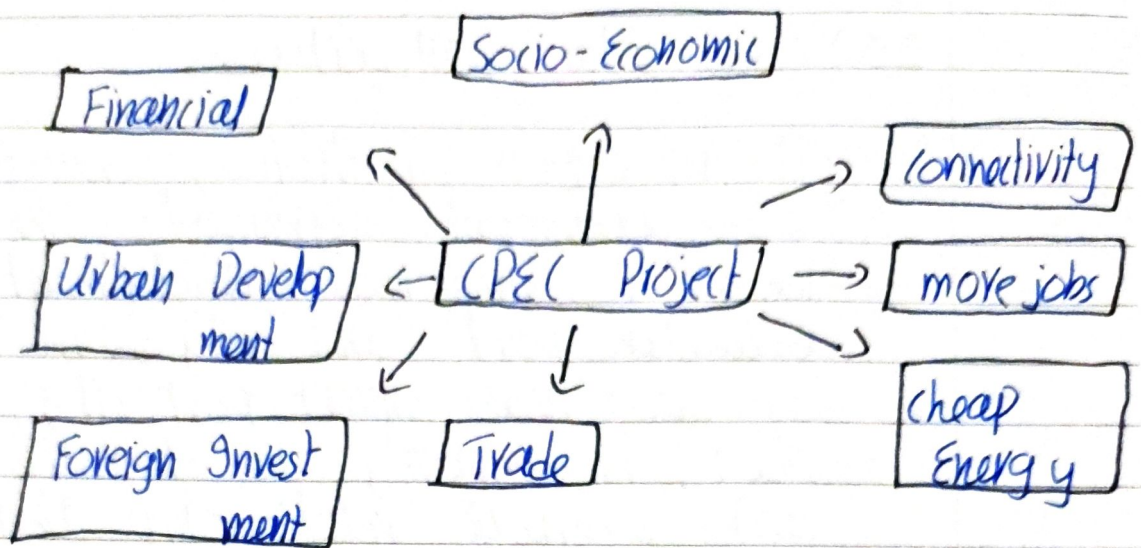 Socio-Economic
Financial
Connectivity
Urban Develop
ment
CPEC Project
more jobs
Cheap
Energy
Foreign Invest
ment
Trade